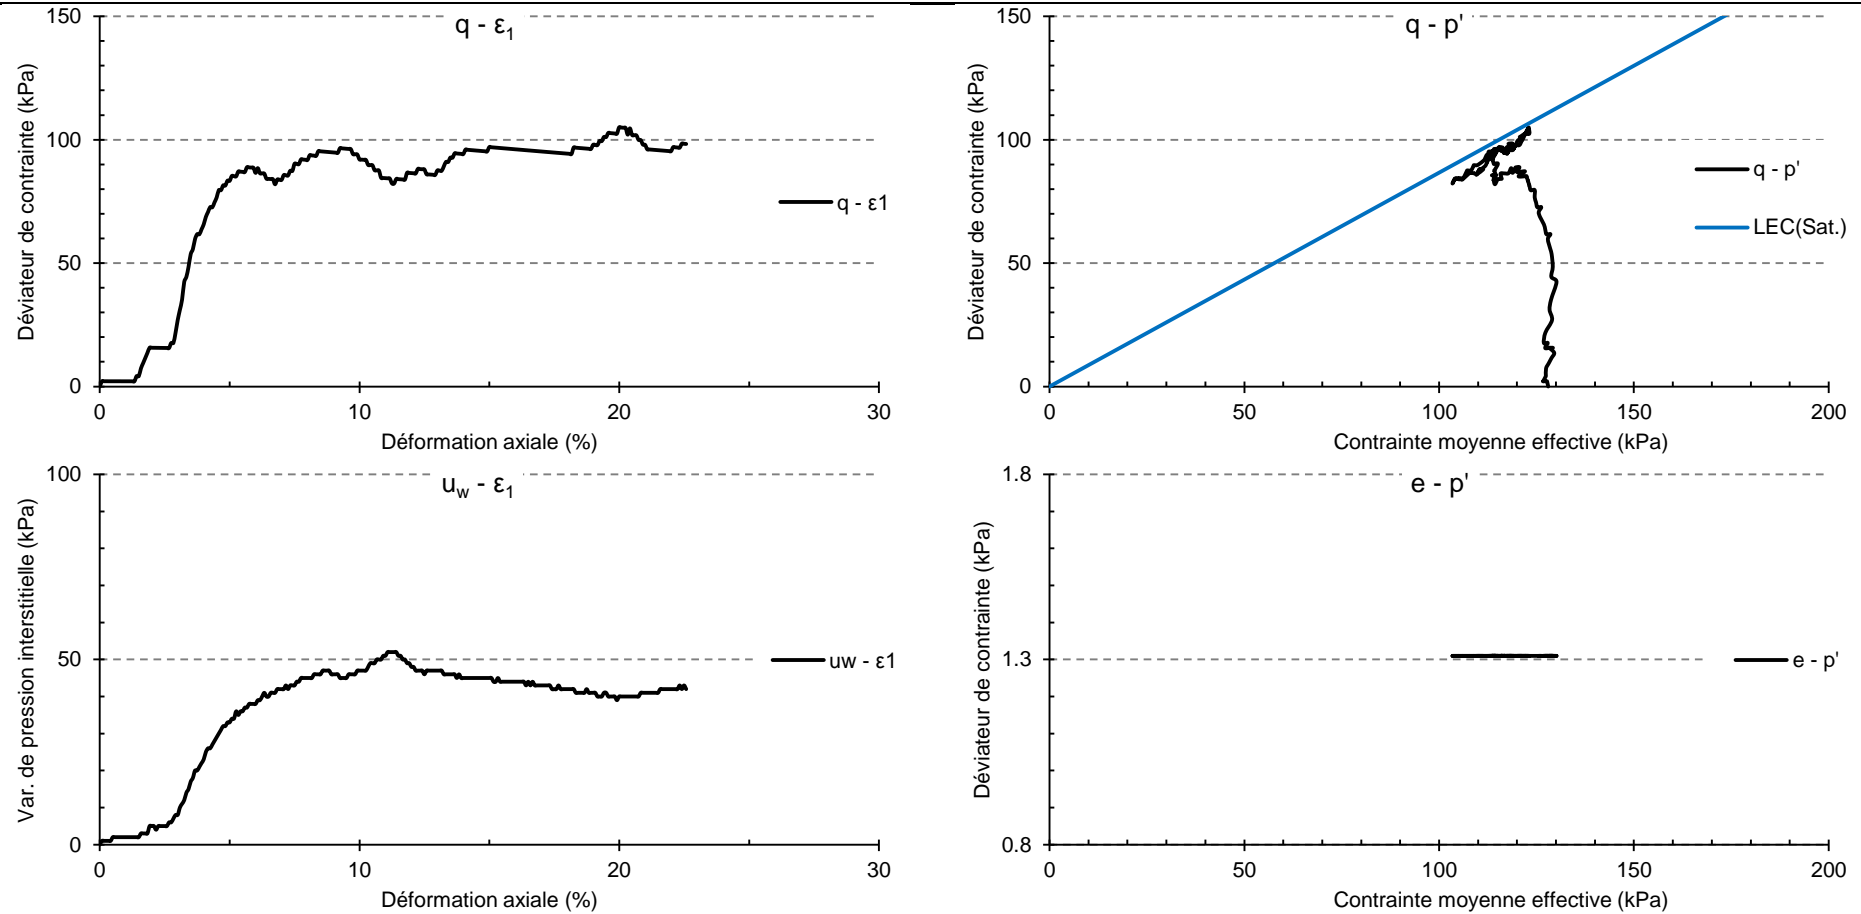 q - ε1
Déviateur de contrainte (kPa)
150
100
50
0
0
10
20
30
q - ε1
Déformation axiale (%)
q - p'
Déviateur de contrainte (kPa)
150
100
50
0
0
50
100
150
200
q - p'
LEC(Sat.)
Contrainte moyenne effective (kPa)
uw - ε1
Var. de pression interstitielle (kPa)
100
50
0
0
10
20
30
uw - ε1
Déformation axiale (%)
e - p'
Déviateur de contrainte (kPa)
1.8
1.3
0.8
0
50
100
150
200
e - p'
Contrainte moyenne effective (kPa)